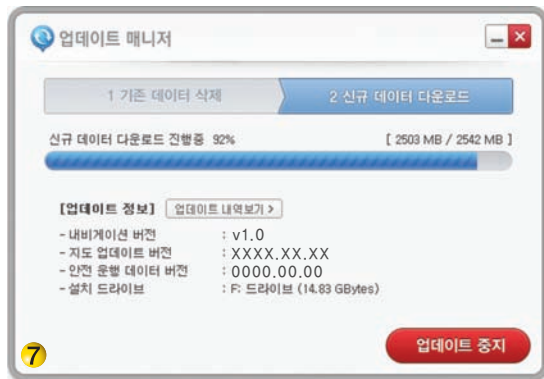 업데이트 매니저
1 기존 데이터 삭제
2 신규 데이터 다운로드
신규 데이터 다운로드 진행중 92% [ 2503 MB / 2542 MB ]
[업데이트 정보] 업데이트 내역보기 >
- 내비게이션 버전 : v1.0
- 지도 업데이트 버전 : XXXX.XX.XX
- 안전 운행 데이터 버전 : 0000.00.00
- 설치 드라이브 : F: 드라이브 (14.83 GBytes)
업데이트 중지
7